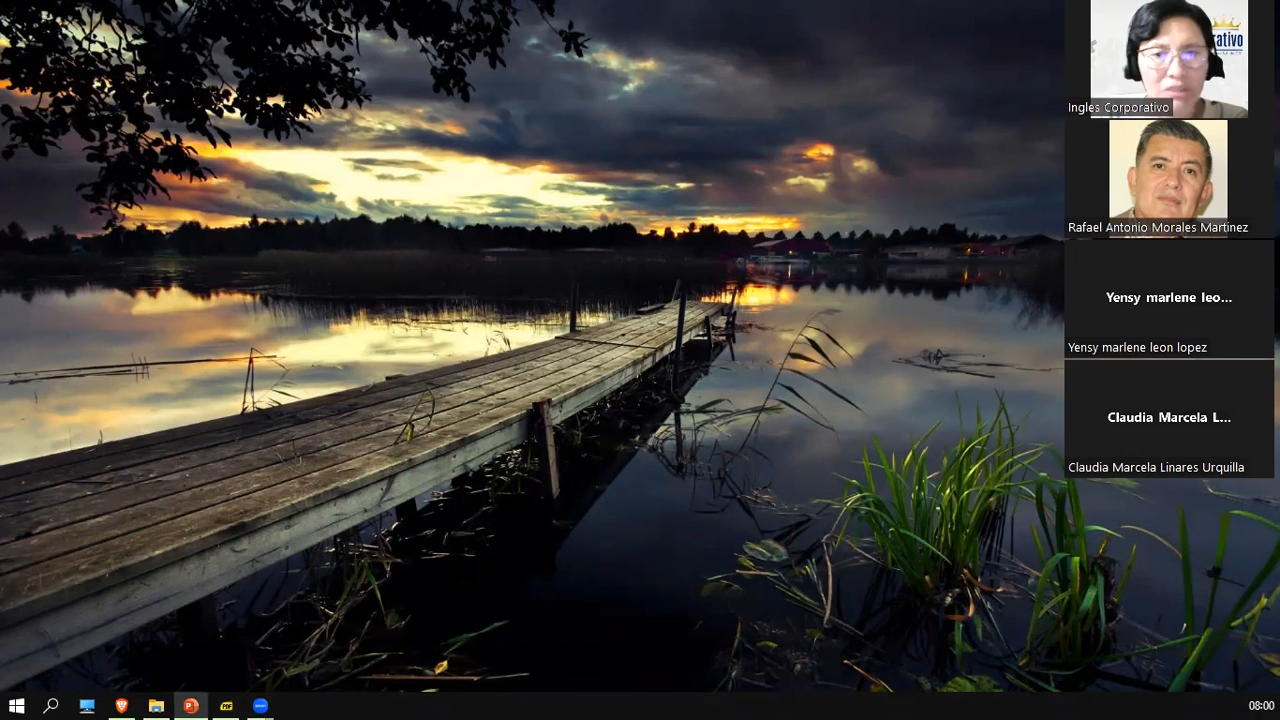 rativo
Ingles Corporativo
Rafael Antonio Morales Martinez
Yensy marlene leo...
Yensy marlene leon lopez
Claudia Marcela L...
Claudia Marcela Linares Urquilla
PDF
08:00